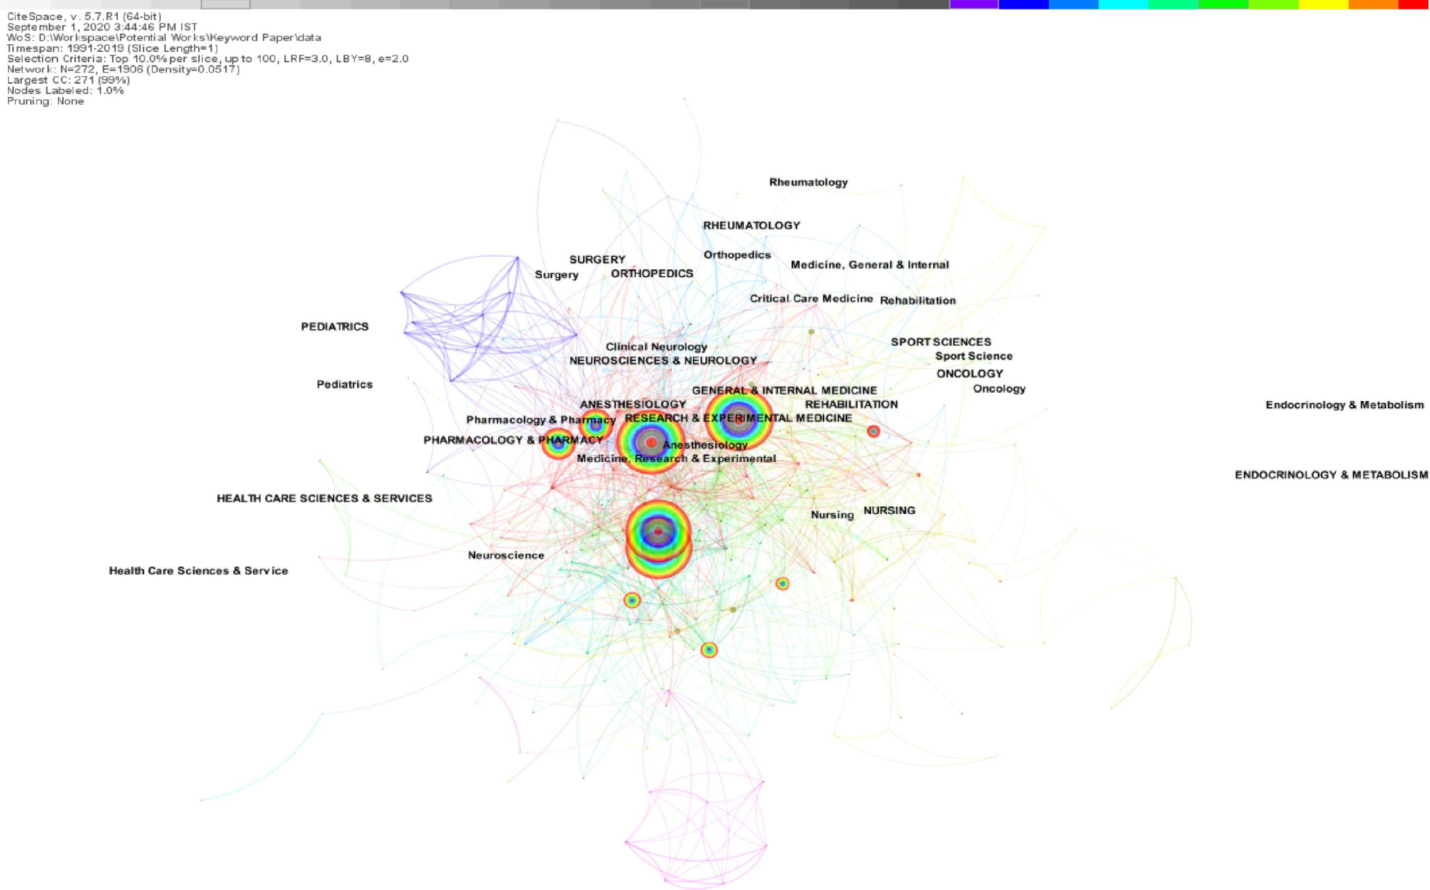 CiteSpace, v. 5.7.R1 (64-bit)
September 1, 2020 3:44:46 PM IST
WoS: D:\Workspace\Potential Works\Keyword Paper\data
Timespan: 1991-2019 (Slice Length=1)
Selection Criteria: Top 10.0% per slice, up to 100, LRF=3.0, LBY=8, e=2.0
Network: N=272, E=1906 (Density=0.0517)
Largest CC: 271 (99%)
Nodes Labeled: 1.0%
Pruning: None
Rheumatology
RHEUMATOLOGY
Orthopedics
SURGERY
Medicine, General & Internal
Surgery
ORTHOPEDICS
Critical Care Medicine
Rehabilitation
PEDIATRICS
SPORT SCIENCES
Clinical Neurology
Sport Science
NEUROSCIENCES & NEUROLOGY
ONCOLOGY
Pediatrics
Oncology
GENERAL & INTERNAL MEDICINE
ANESTHESIOLOGY
REHABILITATION
Endocrinology & Metabolism
Pharmacology & Pharmacy
RESEARCH & EXPERIMENTAL MEDICINE
PHARMACOLOGY & PHARMACY
Anesthesiology
Medicine, Research & Experimental
ENDOCRINOLOGY & METABOLISM
HEALTH CARE SCIENCES & SERVICES
Nursing
NURSING
Neuroscience
Health Care Sciences & Service